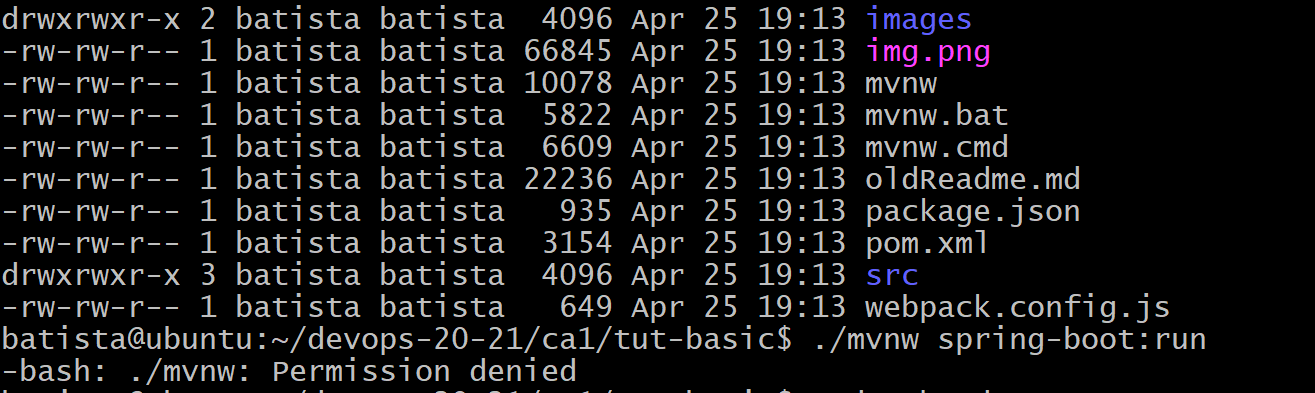 drwxrwxr-x 2 batista batista  4096 Apr 25 19:13 images
-rw-rw-r-- 1 batista batista 66845 Apr 25 19:13 img.png
-rw-rw-r-- 1 batista batista 10078 Apr 25 19:13 mvnw
-rw-rw-r-- 1 batista batista  5822 Apr 25 19:13 mvnw.bat
-rw-rw-r-- 1 batista batista  6609 Apr 25 19:13 mvnw.cmd
-rw-rw-r-- 1 batista batista 22236 Apr 25 19:13 oldReadme.md
-rw-rw-r-- 1 batista batista   935 Apr 25 19:13 package.json
-rw-rw-r-- 1 batista batista  3154 Apr 25 19:13 pom.xml
drwxrwxr-x 3 batista batista  4096 Apr 25 19:13 src
-rw-rw-r-- 1 batista batista   649 Apr 25 19:13 webpack.config.js
batista@ubuntu:~/devops-20-21/ca1/tut-basic$ ./mvnw spring-boot:run
-bash: ./mvnw: Permission denied